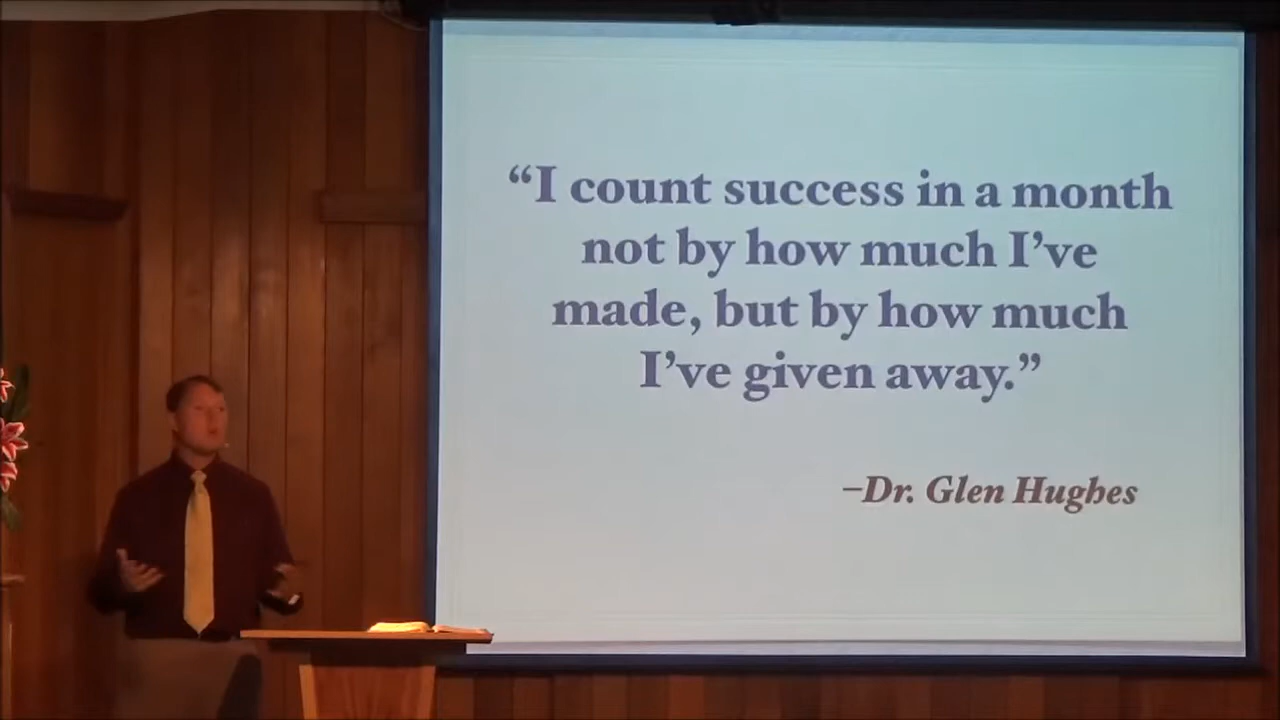 “I count success in a month
not by how much I’ve
made, but by how much
I’ve given away.”
–Dr. Glen Hughes